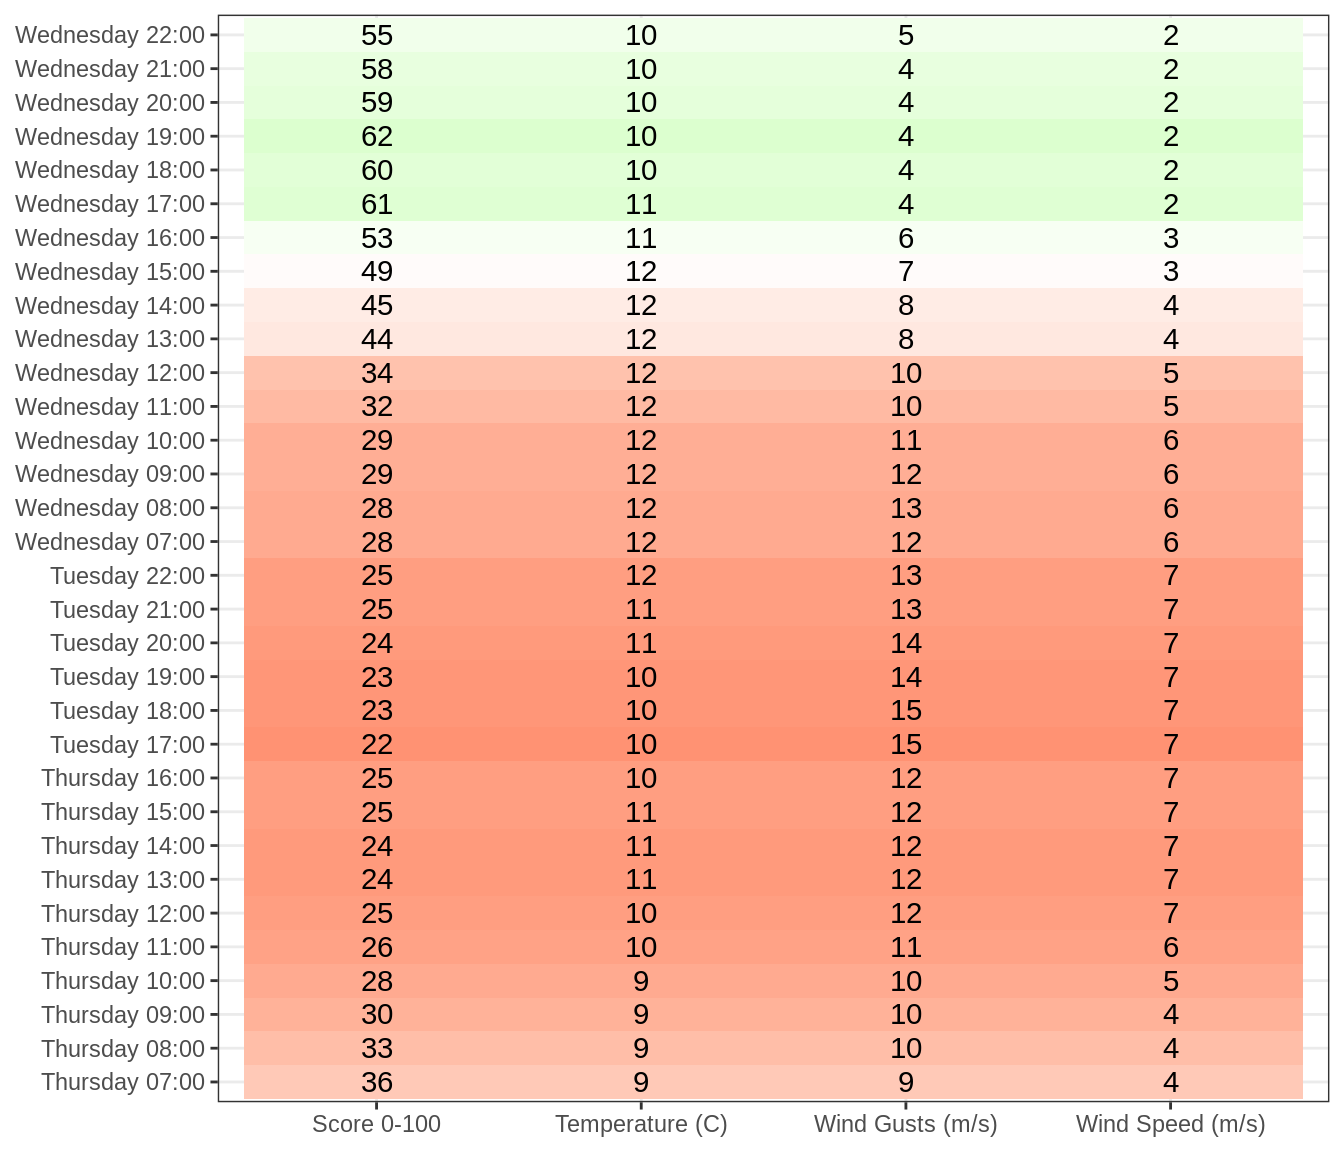 Wednesday 22:00 55 10 5 2
Wednesday 21:00 58 10 4 2
Wednesday 20:00 59 10 4 2
Wednesday 19:00 62 10 4 2
Wednesday 18:00 60 10 4 2
Wednesday 17:00 61 11 4 2
Wednesday 16:00 53 11 6 3
Wednesday 15:00 49 12 7 3
Wednesday 14:00 45 12 8 4
Wednesday 13:00 44 12 8 4
Wednesday 12:00 34 12 10 5
Wednesday 11:00 32 12 10 5
Wednesday 10:00 29 12 11 6
Wednesday 09:00 29 12 12 6
Wednesday 08:00 28 12 13 6
Wednesday 07:00 28 12 12 6
Tuesday 22:00 25 12 13 7
Tuesday 21:00 25 11 13 7
Tuesday 20:00 24 11 14 7
Tuesday 19:00 23 10 14 7
Tuesday 18:00 23 10 15 7
Tuesday 17:00 22 10 15 7
Thursday 16:00 25 10 12 7
Thursday 15:00 25 11 12 7
Thursday 14:00 24 11 12 7
Thursday 13:00 24 11 12 7
Thursday 12:00 25 10 12 7
Thursday 11:00 26 10 11 6
Thursday 10:00 28 9 10 5
Thursday 09:00 30 9 10 4
Thursday 08:00 33 9 10 4
Thursday 07:00 36 9 9 4
Score 0-100 Temperature (C) Wind Gusts (m/s) Wind Speed (m/s)